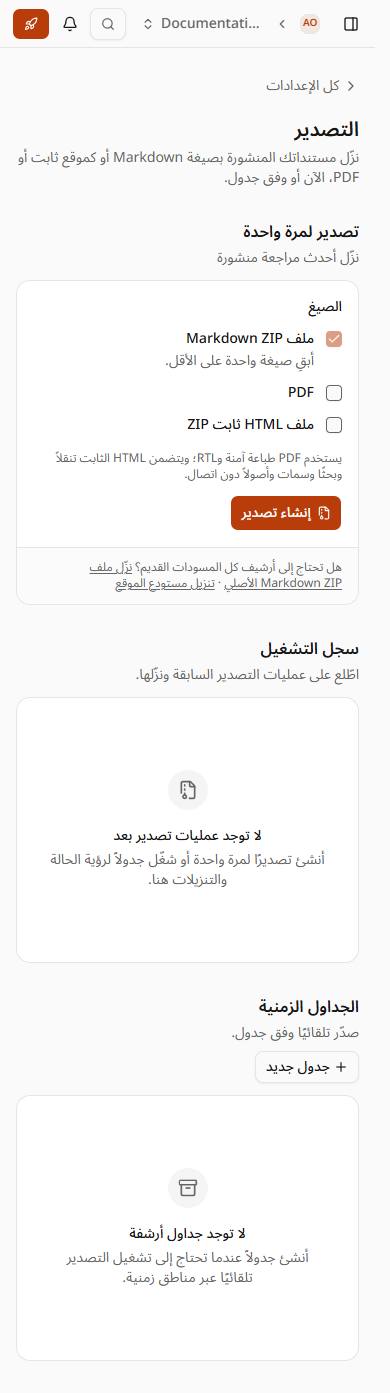 AO
Documentati...
كل الإعدادات
التصدير
نزّل مستنداتك المنشورة بصيغة Markdown أو كموقع ثابت أو
PDF، الآن أو وفق جدول.
تصدير لمرة واحدة
نزّل أحدث مراجعة منشورة
الصيغ
ملف Markdown ZIP
أبقِ صيغة واحدة على الأقل.
PDF
ملف HTML ثابت ZIP
يستخدم PDF طباعة آمنة وRTL؛ ويتضمن HTML الثابت تنقلاً
وبحثًا وسمات وأصولاً دون اتصال.
إنشاء تصدير
هل تحتاج إلى أرشيف كل المسودات القديم؟ نزّل ملف
Markdown ZIP الأصلي · تنزيل مستودع الموقع
سجل التشغيل
اطّلع على عمليات التصدير السابقة ونزّلها.
لا توجد عمليات تصدير بعد
أنشئ تصديرًا لمرة واحدة أو شغّل جدولاً لرؤية الحالة
والتنزيلات هنا.
الجداول الزمنية
صدّر تلقائيًا وفق جدول.
جدول جديد
لا توجد جداول أرشفة
أنشئ جدولاً عندما تحتاج إلى تشغيل التصدير
تلقائيًا عبر مناطق زمنية.